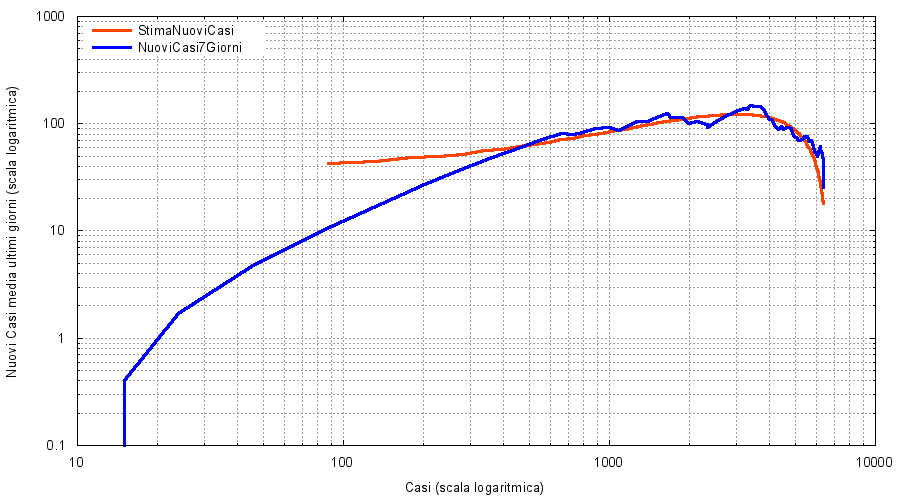 1000
StimaNuoviCasi
NuoviCasi7Giorni
100
10
1
0.1
Nuovi Casi media ultimi giorni (scala logaritmica)
10
100
1000
10000
Casi (scala logaritmica)